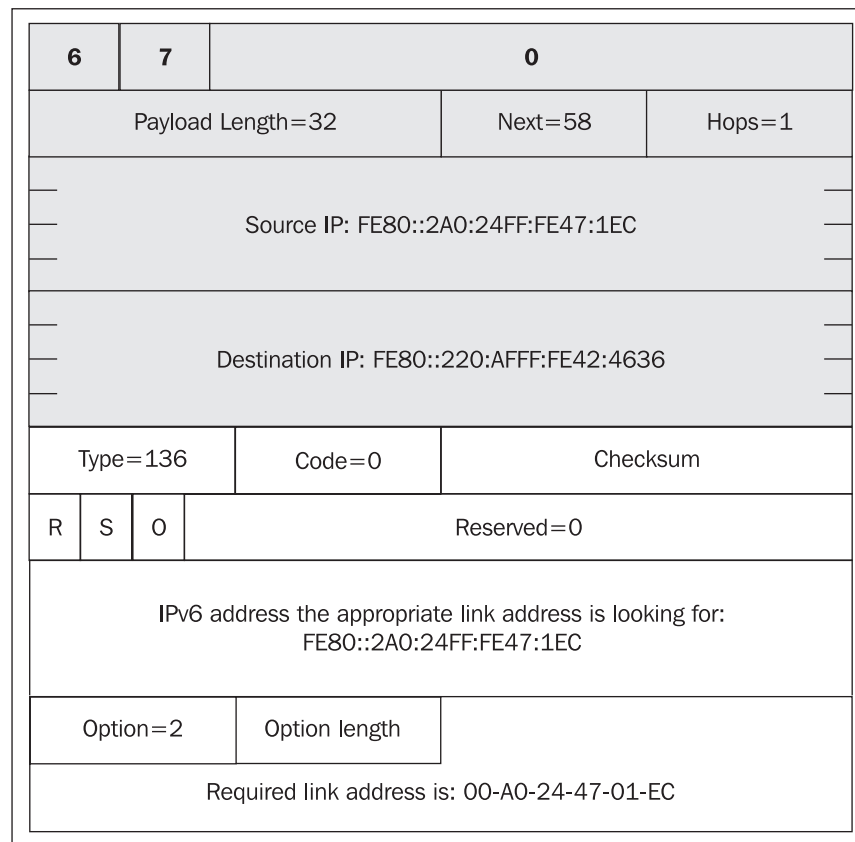 6 7 0
Payload Length=32 Next=58 Hops=1
Source IP: FE80::2A0:24FF:FE47:1EC
Destination IP: FE80::220:AFFF:FE42:4636
Type=136 Code=0 Checksum
R S O Reserved=0
IPv6 address the appropriate link address is looking for:
FE80::2A0:24FF:FE47:1EC
Option=2 Option length
Required link address is: 00-A0-24-47-01-EC